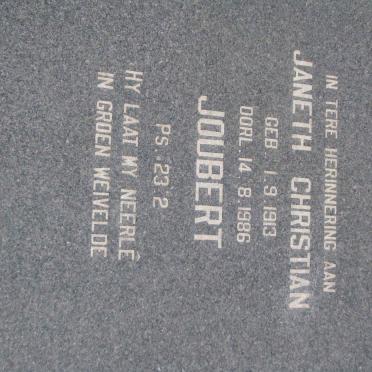 IN TERE HERINNERING AAN
JANETH CHRISTIAN
GEB. 1. 9. 1913
OORL. 14. 8. 1986
JOUBERT
PS. 23:2
HY LAAT MY NEERLÊ
IN GROEN WEIVELDE